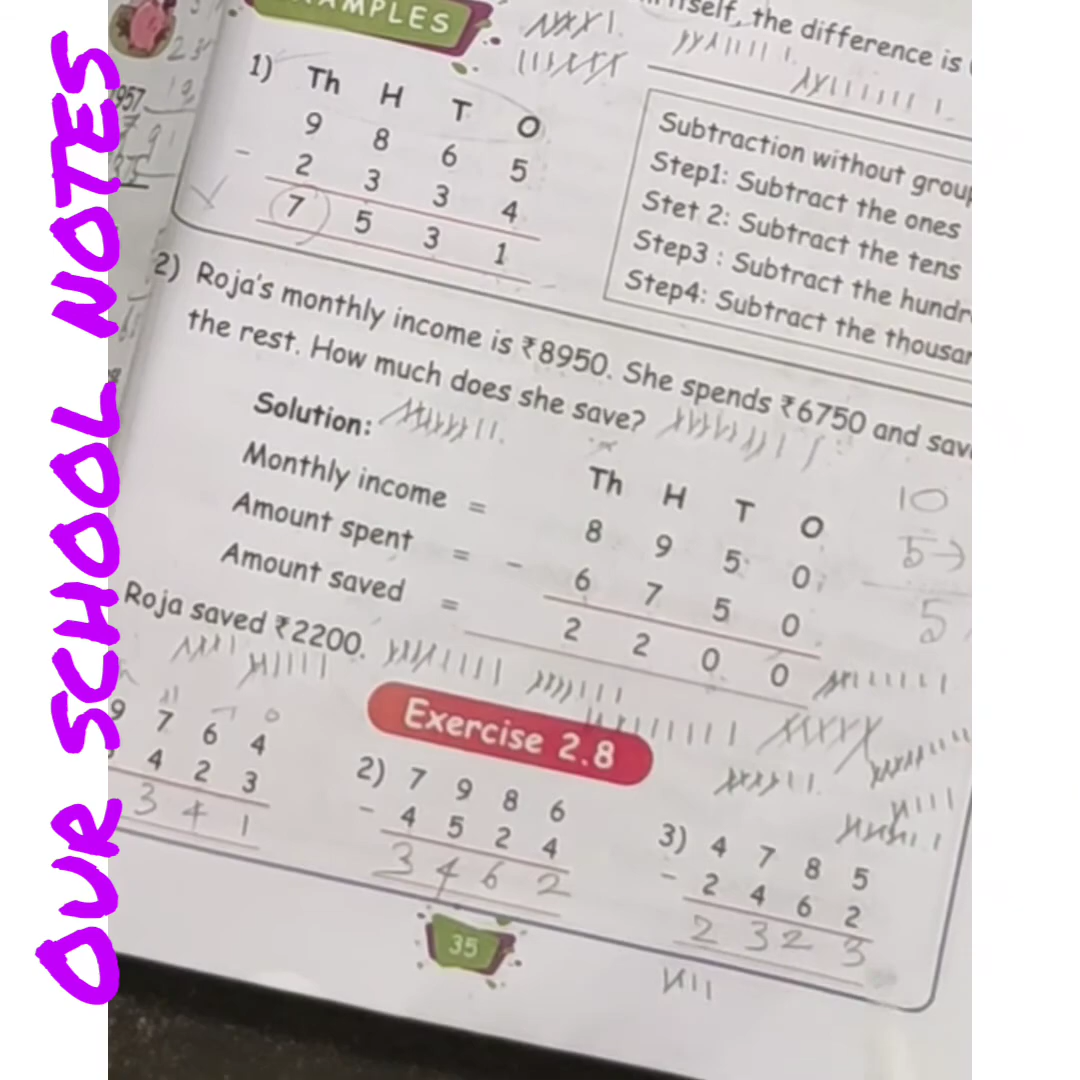 OUR SCHOOL NOTES
AMPLES
self, the difference is
957
1) Th H T O
9 8 6 5
- 2 3 3 4
7 5 3 1
Subtraction without
Step1: Subtract the ones
Stet 2: Subtract the tens
Step3 : Subtract the
Step4: Subtract the
2) Roja's monthly income is ₹8950. She spends ₹6750 and
the rest. How much does she save?
Solution:
Th H T O
Monthly income = 8 9 5 0
Amount spent = - 6 7 5 0
Amount saved = 2 2 0 0
Roja saved ₹2200.
10
5
5
Exercise 2.8
9 7 6 4
4 2 3
3 4 1
2) 7 9 8 6
- 4 5 2 4
3 4 6 2
3) 4 7 8 5
- 2 4 6 2
2 3 2 3
35